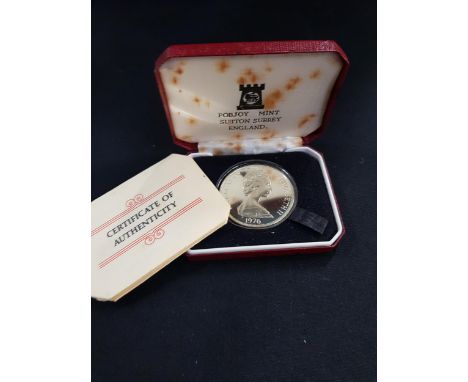 POBJOY MINT
SUTTON SURREY
ENGLAND
CERTIFICATE OF
AUTHENTICITY
1976